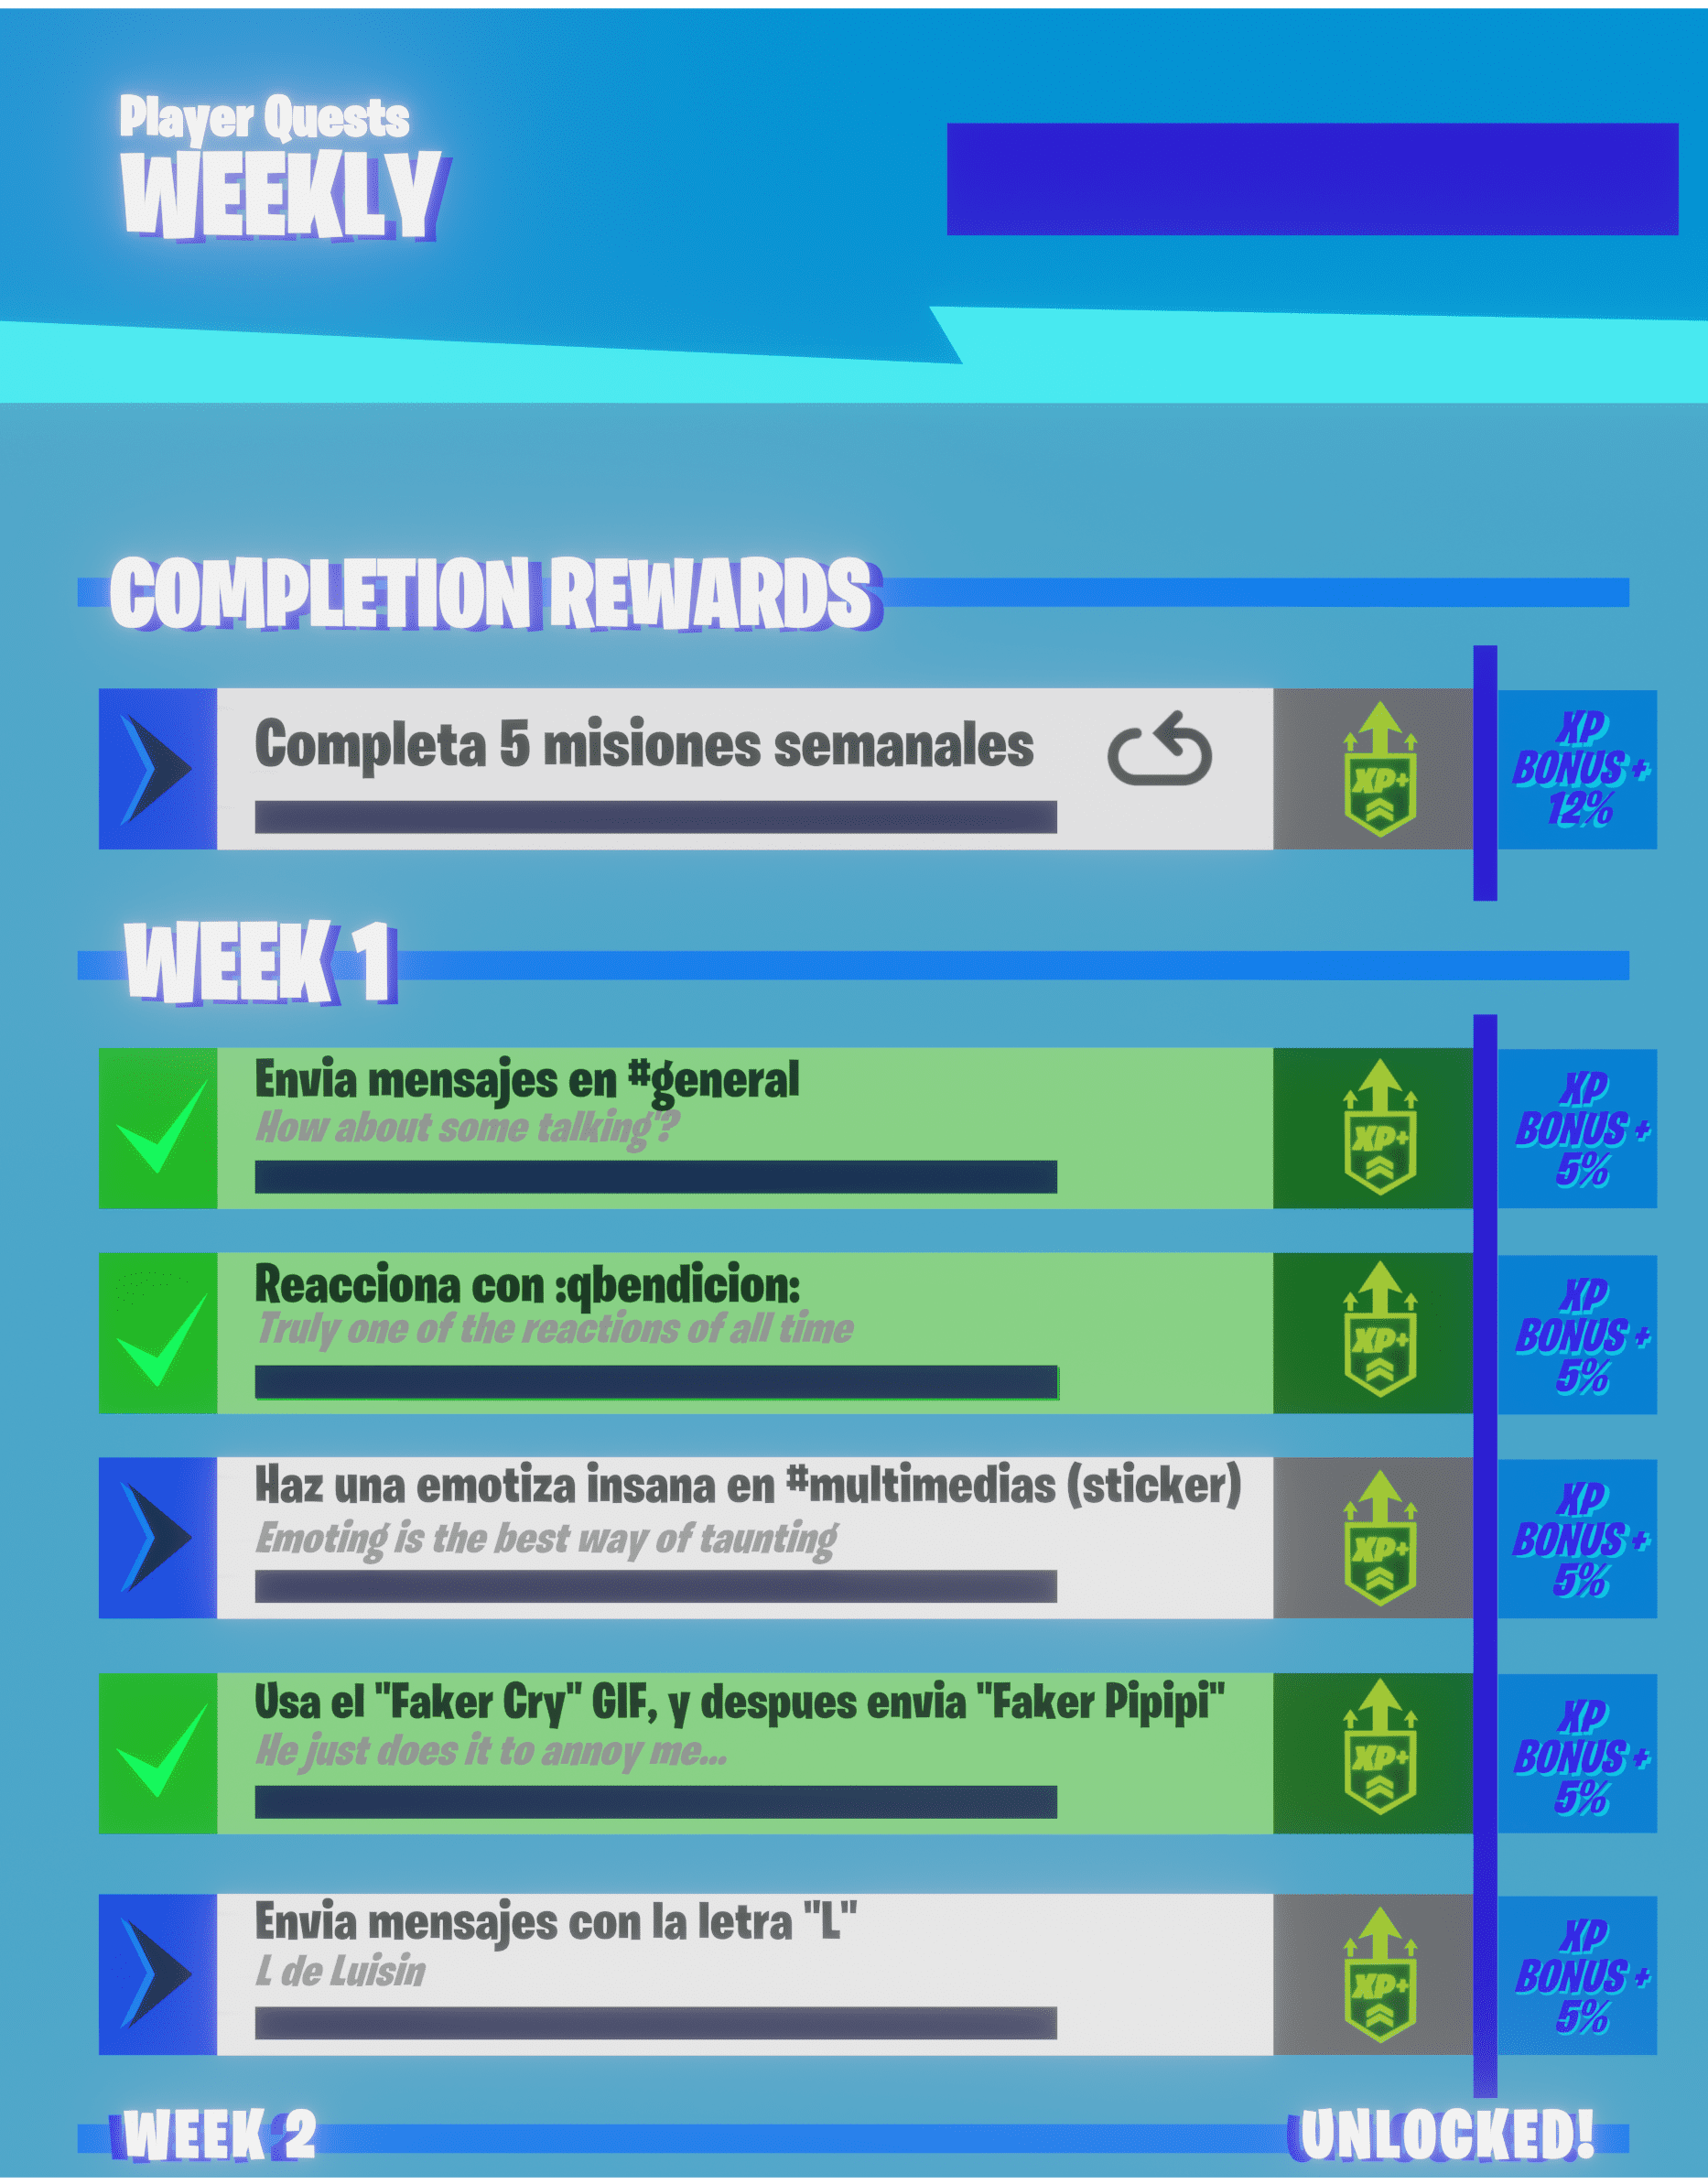 Player Quests
WEEKLY
COMPLETION REWARDS
Completa 5 misiones semanales
XP+
XP
BONUS +
12%
WEEK 1
Envia mensajes en #general
How about some talking'?
XP+
XP
BONUS +
5%
Reacciona con :qbendicion:
Truly one of the reactions of all time
XP+
XP
BONUS +
5%
Haz una emotiza insana en #multimedias (sticker)
Emoting is the best way of taunting
XP+
XP
BONUS +
5%
Usa el "Faker Cry" GIF, y despues envia "Faker Pipipi"
He just does it to annoy me...
XP+
XP
BONUS +
5%
Envia mensajes con la letra "L"
L de Luisin
XP+
XP
BONUS +
5%
WEEK 2
UNLOCKED!